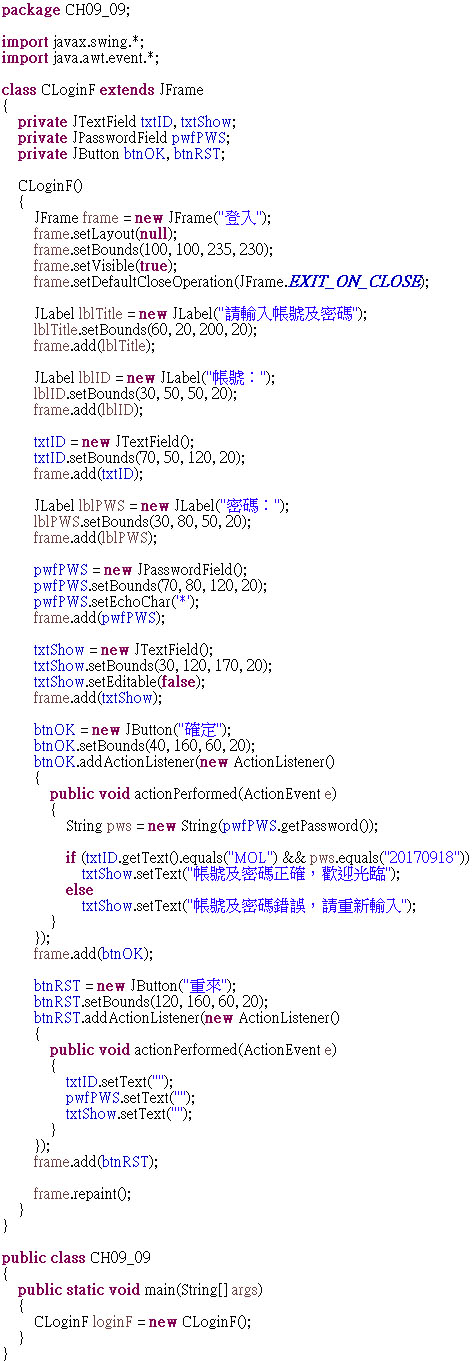 package CH09_09;

import javax.swing.*;
import java.awt.event.*;

class CLoginF extends JFrame
{
    private JTextField txtID, txtShow;
    private JPasswordField pwfPWS;
    private JButton btnOK, btnRST;

    CLoginF()
    {
        JFrame frame = new JFrame("登入");
        frame.setLayout(null);
        frame.setBounds(100, 100, 235, 230);
        frame.setVisible(true);
        frame.setDefaultCloseOperation(JFrame.EXIT_ON_CLOSE);

        JLabel lblTitle = new JLabel("請輸入帳號及密碼");
        lblTitle.setBounds(60, 20, 200, 20);
        frame.add(lblTitle);

        JLabel lblID = new JLabel("帳號：");
        lblID.setBounds(30, 50, 50, 20);
        frame.add(lblID);

        txtID = new JTextField();
        txtID.setBounds(70, 50, 120, 20);
        frame.add(txtID);

        JLabel lblPWS = new JLabel("密碼：");
        lblPWS.setBounds(30, 80, 50, 20);
        frame.add(lblPWS);

        pwfPWS = new JPasswordField();
        pwfPWS.setBounds(70, 80, 120, 20);
        pwfPWS.setEchoChar('*');
        frame.add(pwfPWS);

        txtShow = new JTextField();
        txtShow.setBounds(30, 120, 170, 20);
        txtShow.setEditable(false);
        frame.add(txtShow);

        btnOK = new JButton("確定");
        btnOK.setBounds(40, 160, 60, 20);
        btnOK.addActionListener(new ActionListener()
        {
            public void actionPerformed(ActionEvent e)
            {
                String pws = new String(pwfPWS.getPassword());

                if (txtID.getText().equals("MOL") && pws.equals("20170918"))
                    txtShow.setText("帳號及密碼正確，歡迎光臨");
                else
                    txtShow.setText("帳號及密碼錯誤，請重新輸入");
            }
        });
        frame.add(btnOK);

        btnRST = new JButton("重來");
        btnRST.setBounds(120, 160, 60, 20);
        btnRST.addActionListener(new ActionListener()
        {
            public void actionPerformed(ActionEvent e)
            {
                txtID.setText("");
                pwfPWS.setText("");
                txtShow.setText("");
            }
        });
        frame.add(btnRST);

        frame.repaint();
    }
}

public class CH09_09
{
    public static void main(String[] args)
    {
        CLoginF loginF = new CLoginF();
    }
}